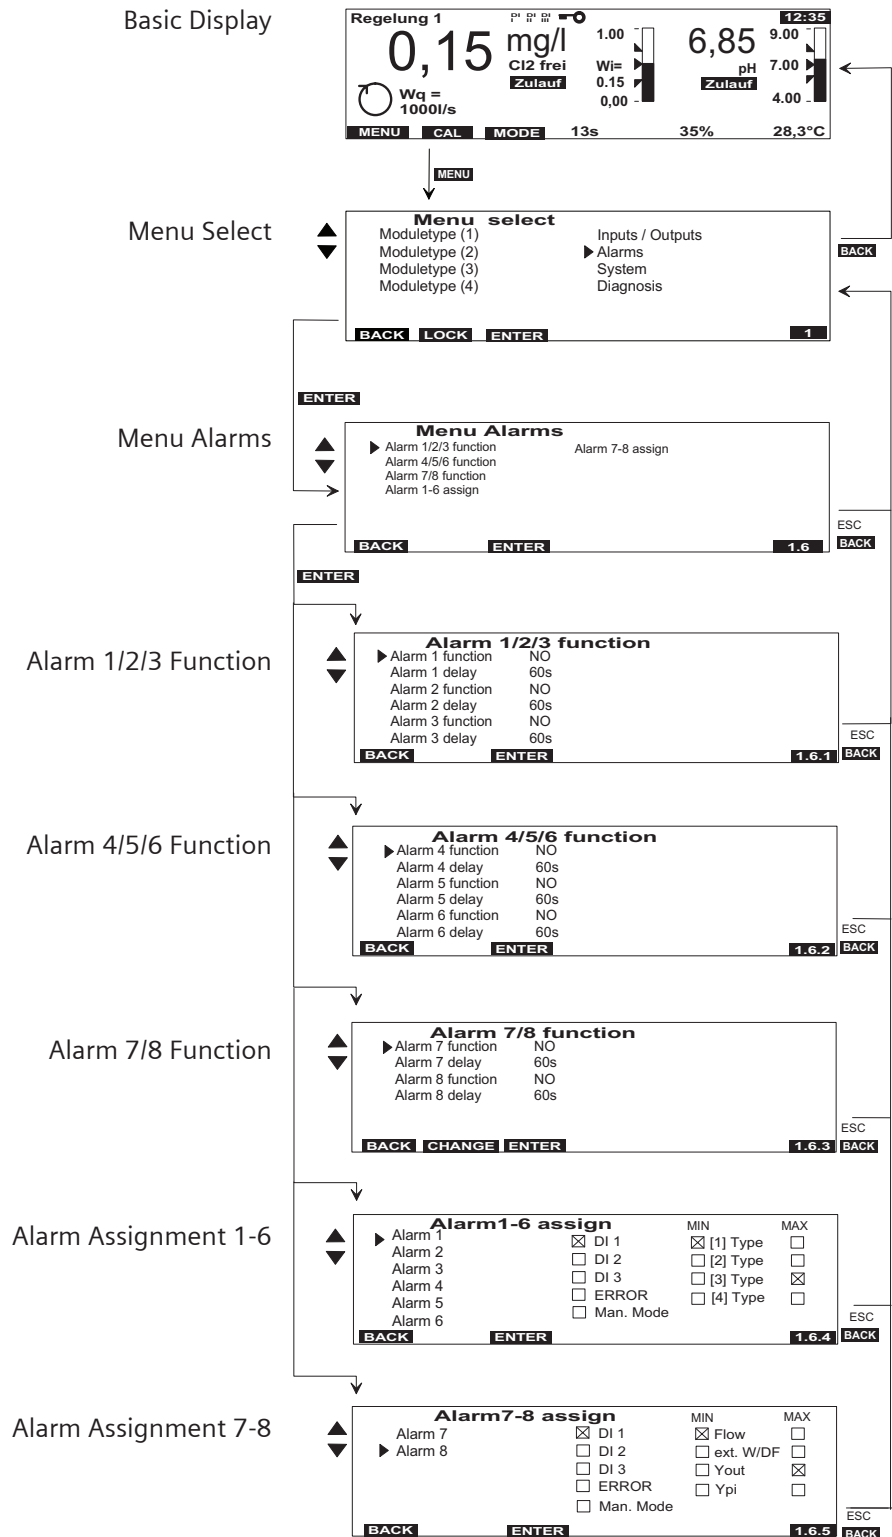 Basic Display
Regelung 1 DI I DI II DI III 12:35
0,15 mg/l
Cl2 frei
Zulauf
1.00
Wi=
0.15
0,00
6,85
pH
Zulauf
9.00
7.00
4.00
Wq =
1000l/s
MENU CAL MODE 13s 35% 28,3°C
MENU
Menu Select
Menu select
Moduletype (1) Inputs / Outputs
Moduletype (2) Alarms
Moduletype (3) System
Moduletype (4) Diagnosis
BACK LOCK ENTER 1
BACK
ENTER
Menu Alarms
Menu Alarms
Alarm 1/2/3 function Alarm 7-8 assign
Alarm 4/5/6 function
Alarm 7/8 function
Alarm 1-6 assign
BACK ENTER 1.6
ESC
BACK
ENTER
Alarm 1/2/3 Function
Alarm 1/2/3 function
Alarm 1 function NO
Alarm 1 delay 60s
Alarm 2 function NO
Alarm 2 delay 60s
Alarm 3 function NO
Alarm 3 delay 60s
BACK ENTER 1.6.1
ESC
BACK
Alarm 4/5/6 Function
Alarm 4/5/6 function
Alarm 4 function NO
Alarm 4 delay 60s
Alarm 5 function NO
Alarm 5 delay 60s
Alarm 6 function NO
Alarm 6 delay 60s
BACK ENTER 1.6.2
ESC
BACK
Alarm 7/8 Function
Alarm 7/8 function
Alarm 7 function NO
Alarm 7 delay 60s
Alarm 8 function NO
Alarm 8 delay 60s
BACK CHANGE ENTER 1.6.3
ESC
BACK
Alarm Assignment 1-6
Alarm1-6 assign MIN MAX
Alarm 1 DI 1 [1] Type
Alarm 2 DI 2 [2] Type
Alarm 3 DI 3 [3] Type
Alarm 4 ERROR [4] Type
Alarm 5 Man. Mode
Alarm 6
BACK ENTER 1.6.4
ESC
BACK
Alarm Assignment 7-8
Alarm7-8 assign MIN MAX
Alarm 7 DI 1 Flow
Alarm 8 DI 2 ext. W/DF
DI 3 Yout
ERROR Ypi
Man. Mode
BACK ENTER 1.6.5
ESC
BACK